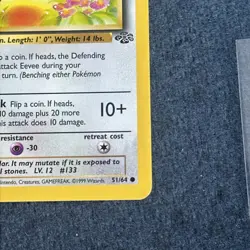 n. Length: 1' 0", Weight: 14 lbs.
a coin. If heads, the Defending
attack Eevee during your
turn. (Benching either Pokémon
k Flip a coin. If heads,
10 damage plus 20 more
is attack does 10 damage.
10+
resistance
retreat cost
-30
lor. It may mutate if it is exposed to
l stones. LV. 12 #133
intendo, Creatures, GAMEFREAK. ©1999 Wizards.
51/64